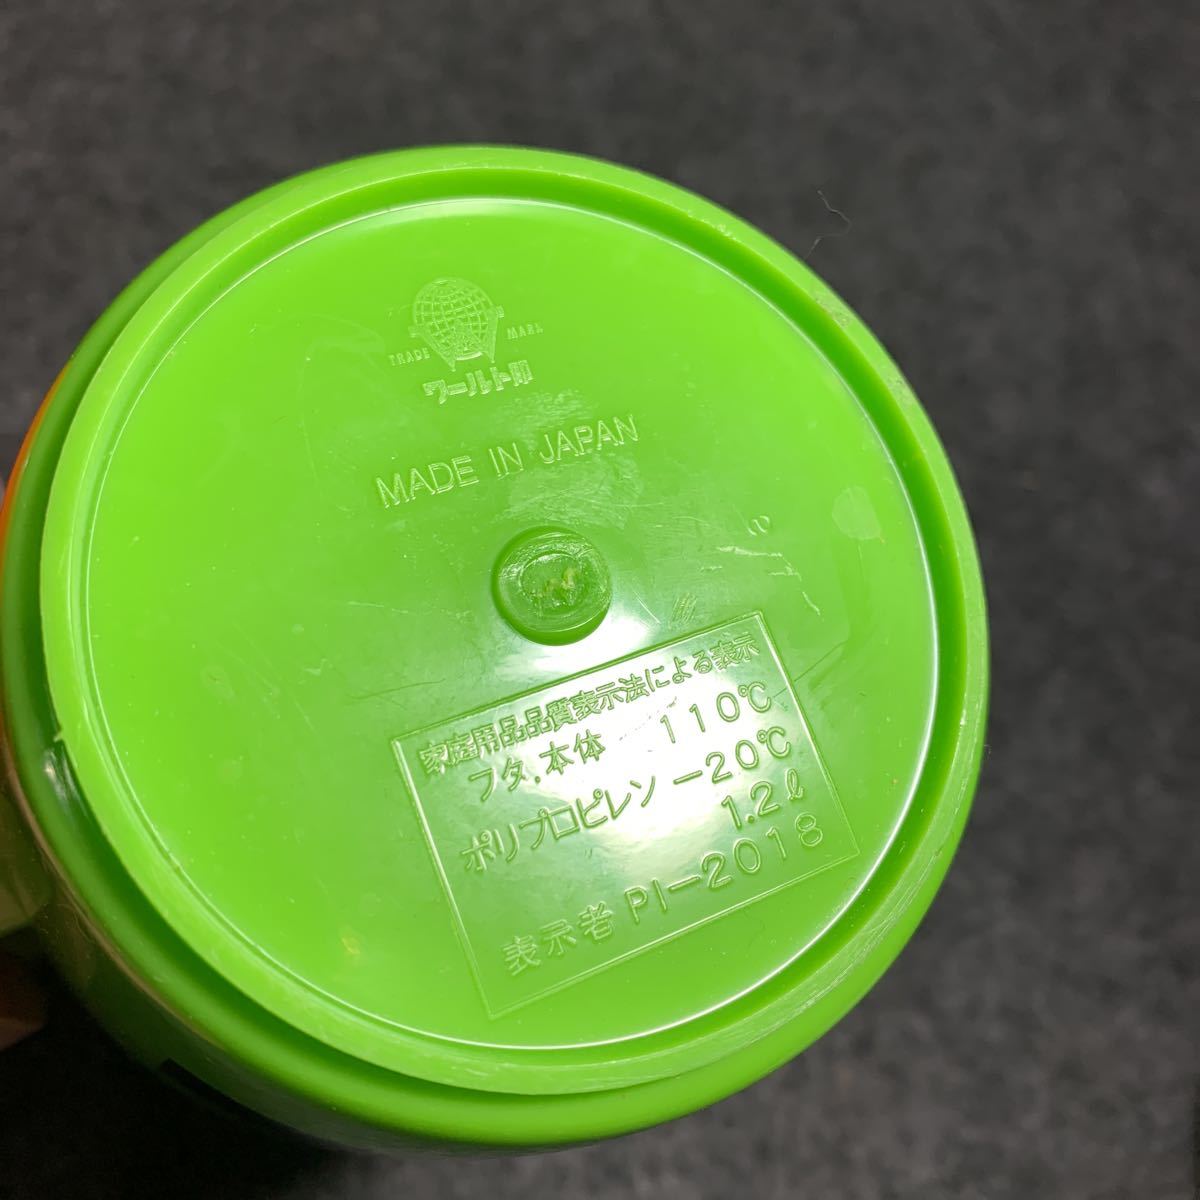 TRADE MARK
ワールド印
MADE IN JAPAN
家庭用品品質表示法による表示
フタ.本体 110℃
ポリプロピレン -20℃
1.2ℓ
表示者 PI-2018